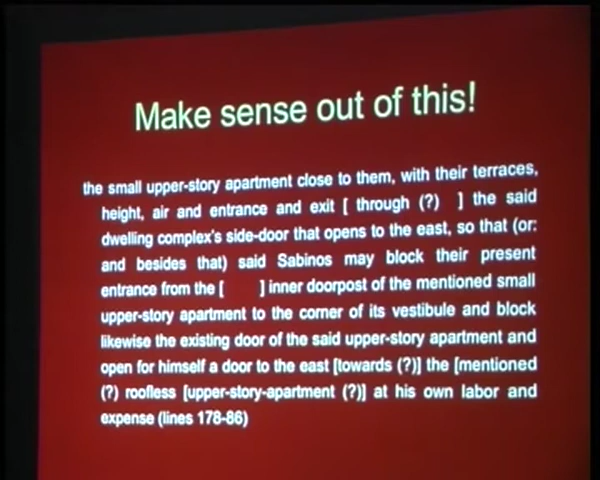 Make sense out of this!
the small upper-story apartment close to them, with their terraces,
height, air and entrance and exit [ through (?) ] the said
dwelling complex's side-door that opens to the east, so that (or:
and besides that) said Sabinos may block their present
entrance from the [ ] inner doorpost of the mentioned small
upper-story apartment to the corner of its vestibule and block
likewise the existing door of the said upper-story apartment and
open for himself a door to the east [towards (?)] the [mentioned
(?) roofless [upper-story-apartment (?)] at his own labor and
expense (lines 178-86)